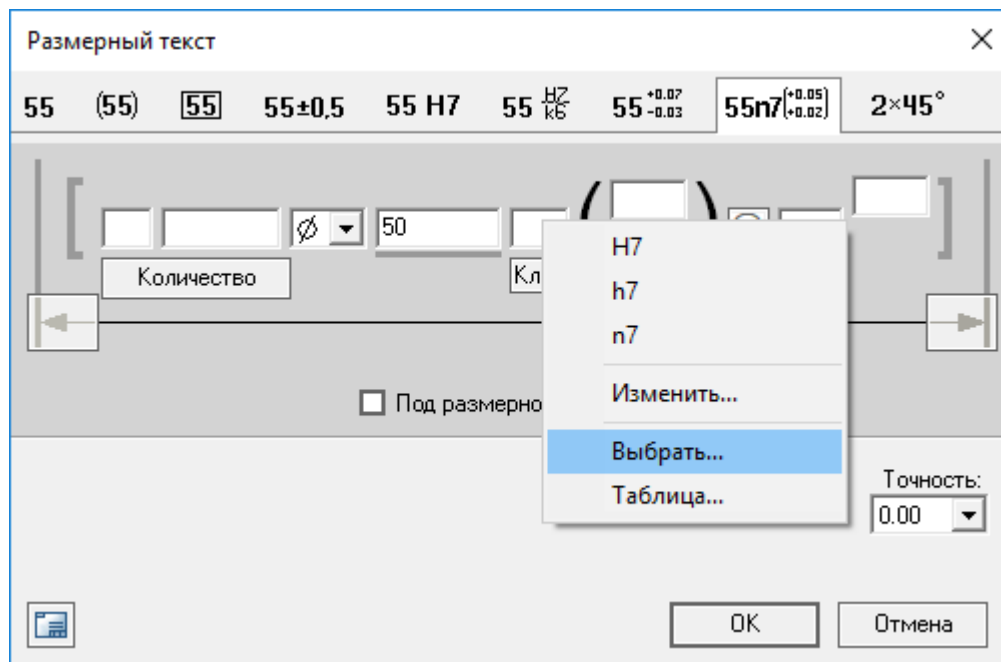 Размерный текст
55 (55) 55 55±0,5 55 H7 55 H7 k6 55 +0.07 -0.03 55n7(+0.05 +0.02) 2×45°
[ ⌀ 50 ( ) ]
Количество Кл
H7
h7
n7
Изменить...
Под размерно
Выбрать...
Таблица...
Точность:
0.00
OK Отмена